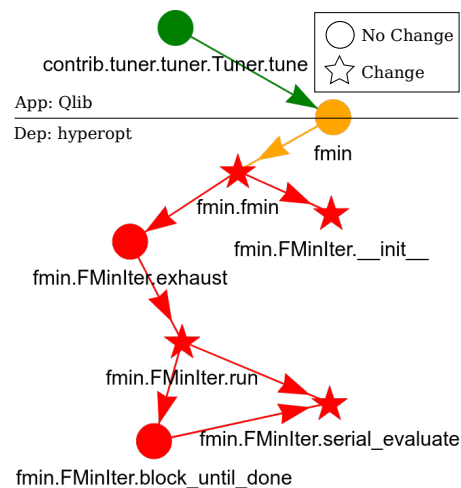 No Change
contrib.tuner.tuner.Tuner.tune
Change
App: Qlib
Dep: hyperopt
fmin
fmin.fmin
fmin.FMinIter.__init__
fmin.FMinIter.exhaust
fmin.FMinIter.run
fmin.FMinIter.serial_evaluate
fmin.FMinIter.block_until_done